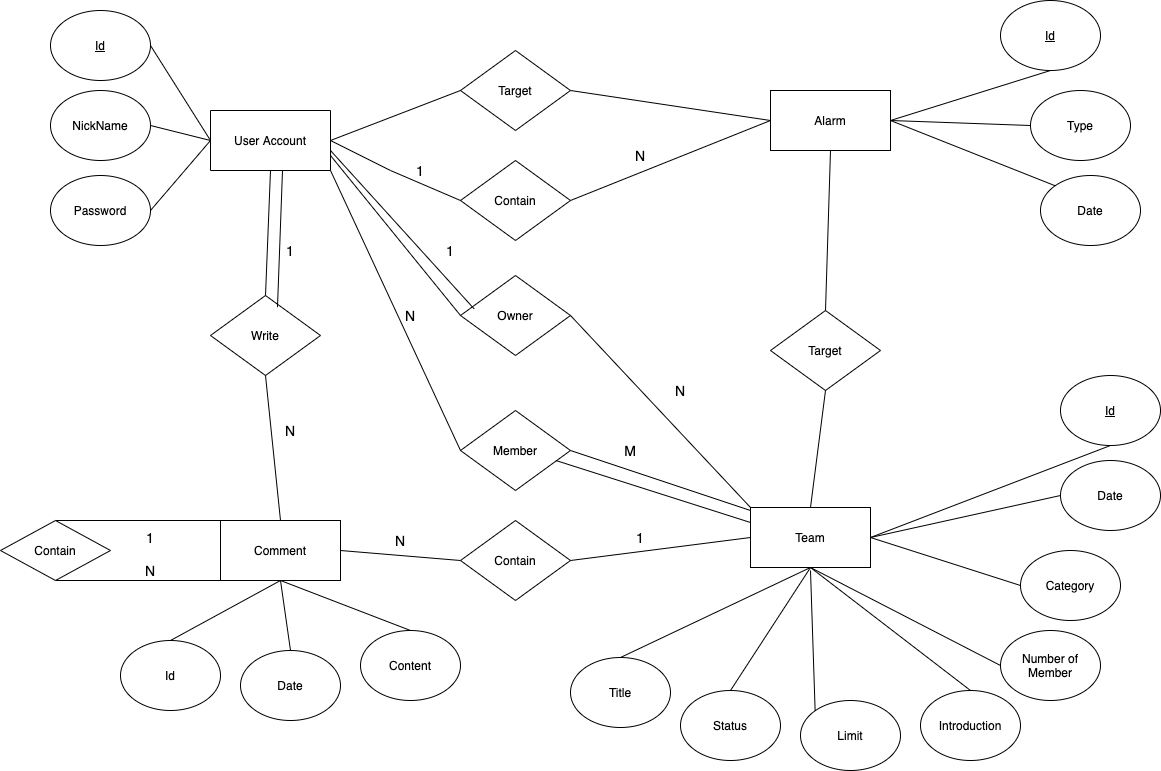 Id
Id
Target
NickName
User Account
Alarm
Type
1
N
Contain
Password
Date
1
1
Owner
N
Write
Target
N
Id
N
Member
M
Date
Contain
1
N
Comment
N
Contain
1
Team
Category
Id
Date
Content
Number of
Member
Title
Status
Limit
Introduction